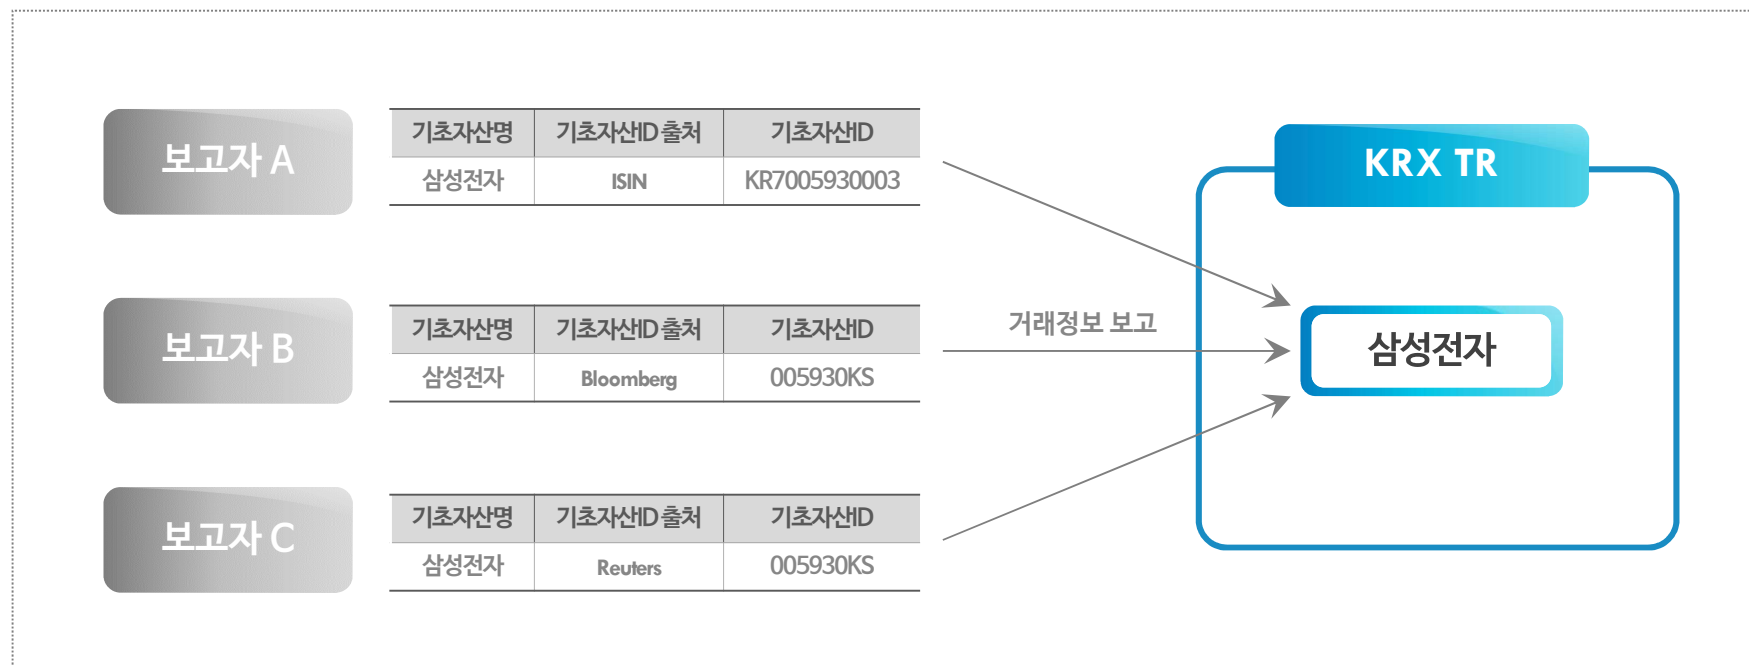 보고자 A
기초자산명 기초자산ID 출처 기초자산ID
삼성전자 ISIN KR7005930003
KRX TR
보고자 B
기초자산명 기초자산ID 출처 기초자산ID
삼성전자 Bloomberg 005930KS
거래정보 보고
삼성전자
보고자 C
기초자산명 기초자산ID 출처 기초자산ID
삼성전자 Reuters 005930KS